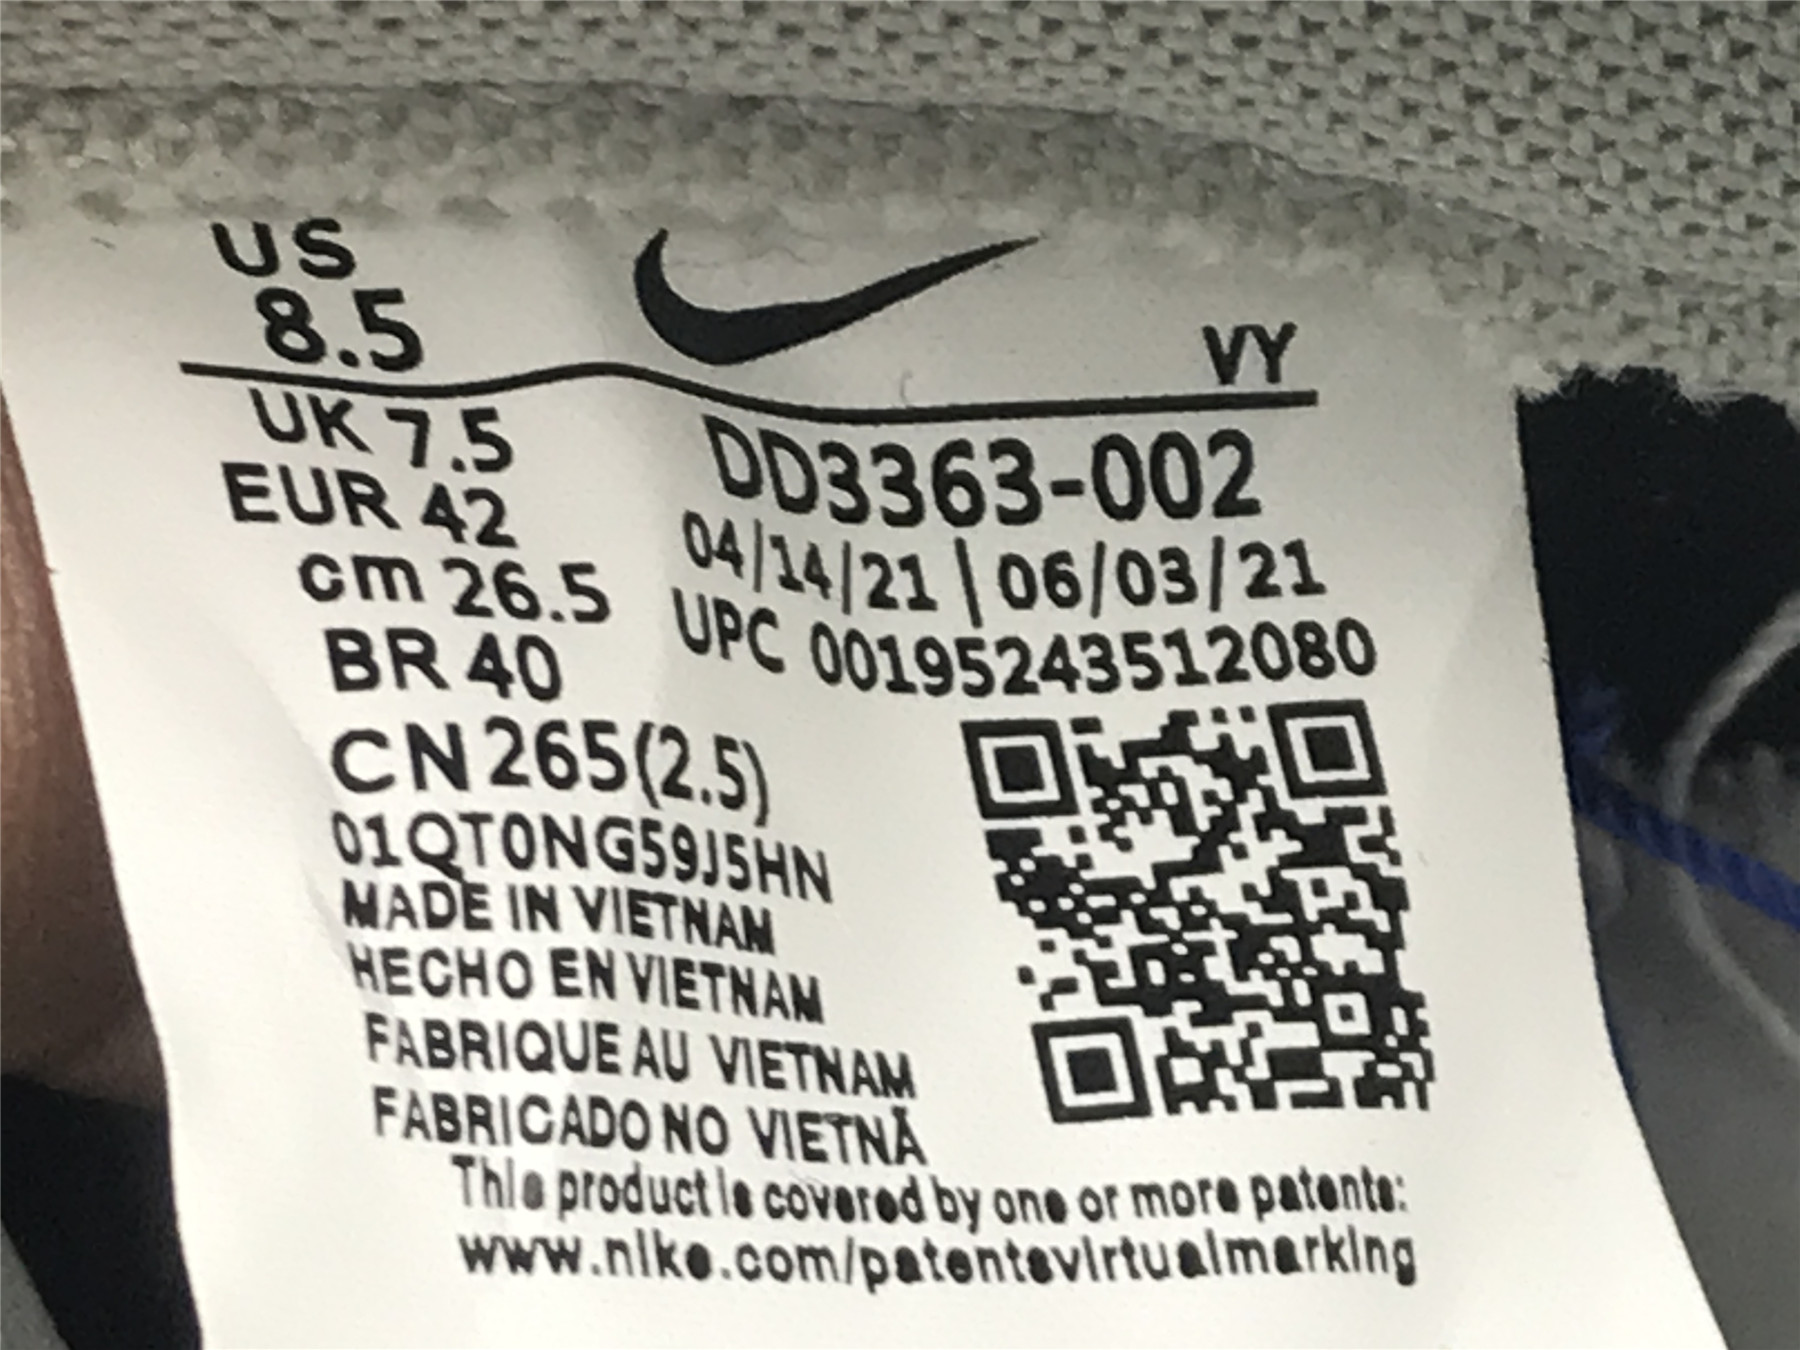 US
8.5
VY
UK 7.5
EUR 42
cm 26.5
BR 40
CN 265(2.5)
DD3363-002
04/14/21 | 06/03/21
UPC 00195243512080
01QT0NG59J5HN
MADE IN VIETNAM
HECHO EN VIETNAM
FABRIQUE AU VIETNAM
FABRICADO NO VIETNÃ
This product is covered by one or more patents:
www.nike.com/patentsvirtualmarking